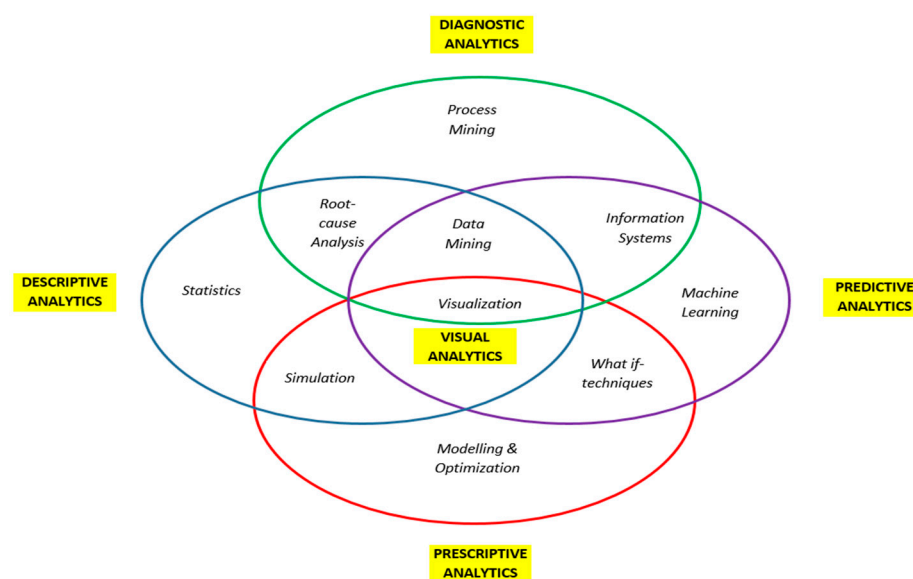 DIAGNOSTIC
ANALYTICS
Process
Mining
Root-
cause
Analysis
Data
Mining
Information
Systems
DESCRIPTIVE
ANALYTICS
Statistics
Visualization
Machine
Learning
PREDICTIVE
ANALYTICS
VISUAL
ANALYTICS
Simulation
What if-
techniques
Modelling &
Optimization
PRESCRIPTIVE
ANALYTICS